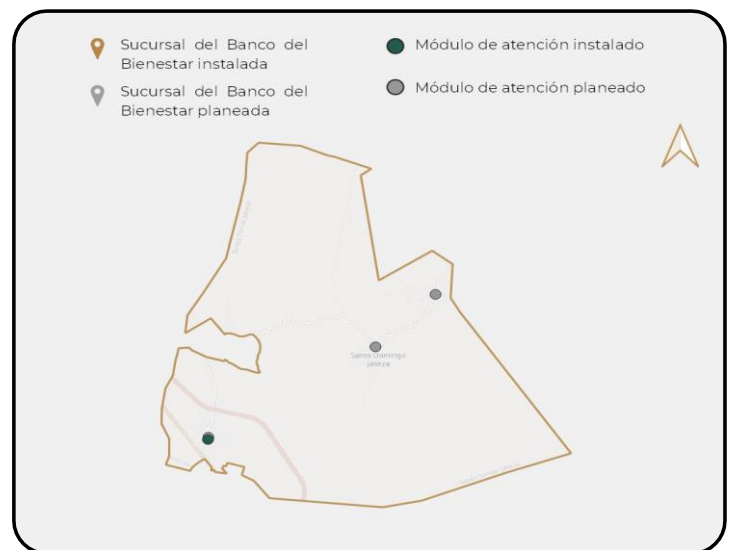 Sucursal del Banco del
Bienestar instalada
Sucursal del Banco del
Bienestar planeada
Módulo de atención instalado
Módulo de atención planeado
Santo Domingo
Jalieza